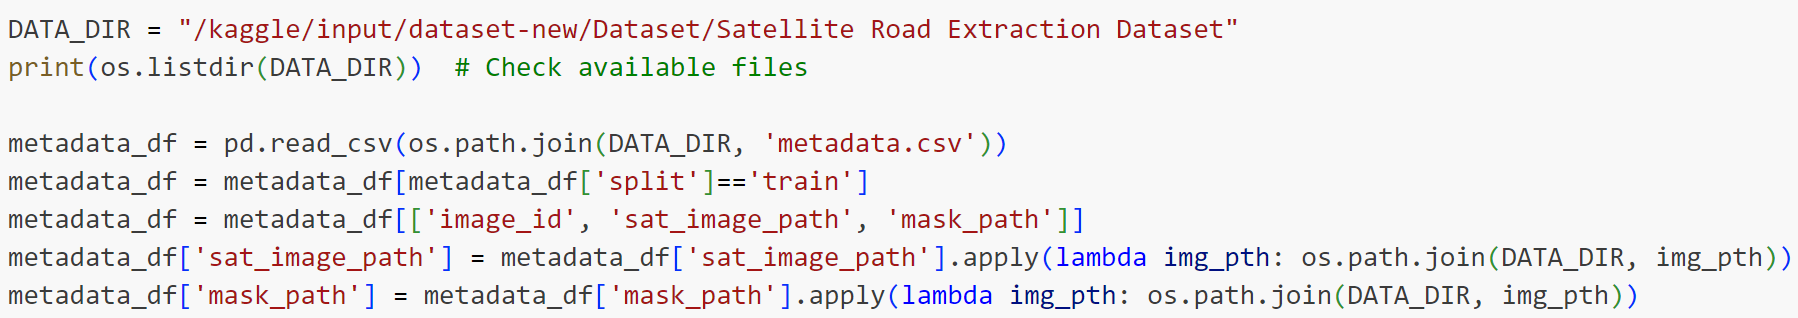 DATA_DIR = "/kaggle/input/dataset-new/Dataset/Satellite Road Extraction Dataset"
print(os.listdir(DATA_DIR))  # Check available files
metadata_df = pd.read_csv(os.path.join(DATA_DIR, 'metadata.csv'))
metadata_df = metadata_df[metadata_df['split']=='train']
metadata_df = metadata_df[['image_id', 'sat_image_path', 'mask_path']]
metadata_df['sat_image_path'] = metadata_df['sat_image_path'].apply(lambda img_pth: os.path.join(DATA_DIR, img_pth))
metadata_df['mask_path'] = metadata_df['mask_path'].apply(lambda img_pth: os.path.join(DATA_DIR, img_pth))